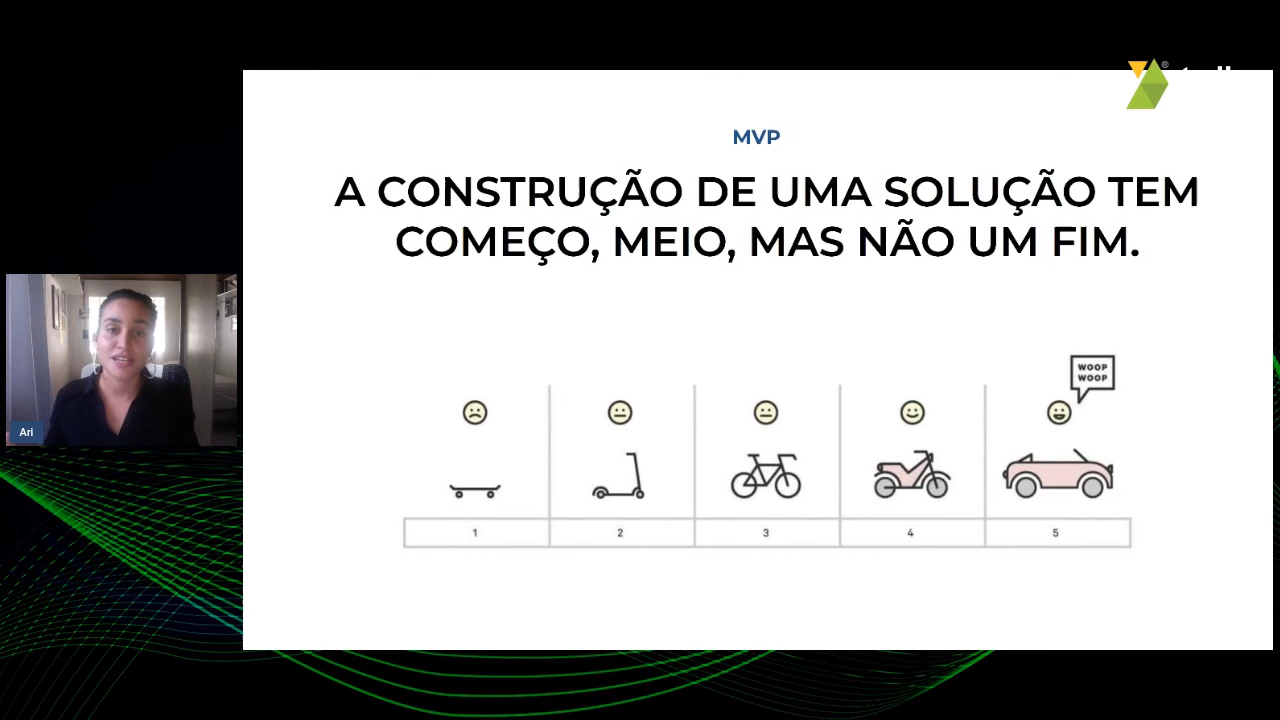 MVP
A CONSTRUÇÃO DE UMA SOLUÇÃO TEM
COMEÇO, MEIO, MAS NÃO UM FIM.
WOOP
WOOP
1
2
3
4
5
Ari